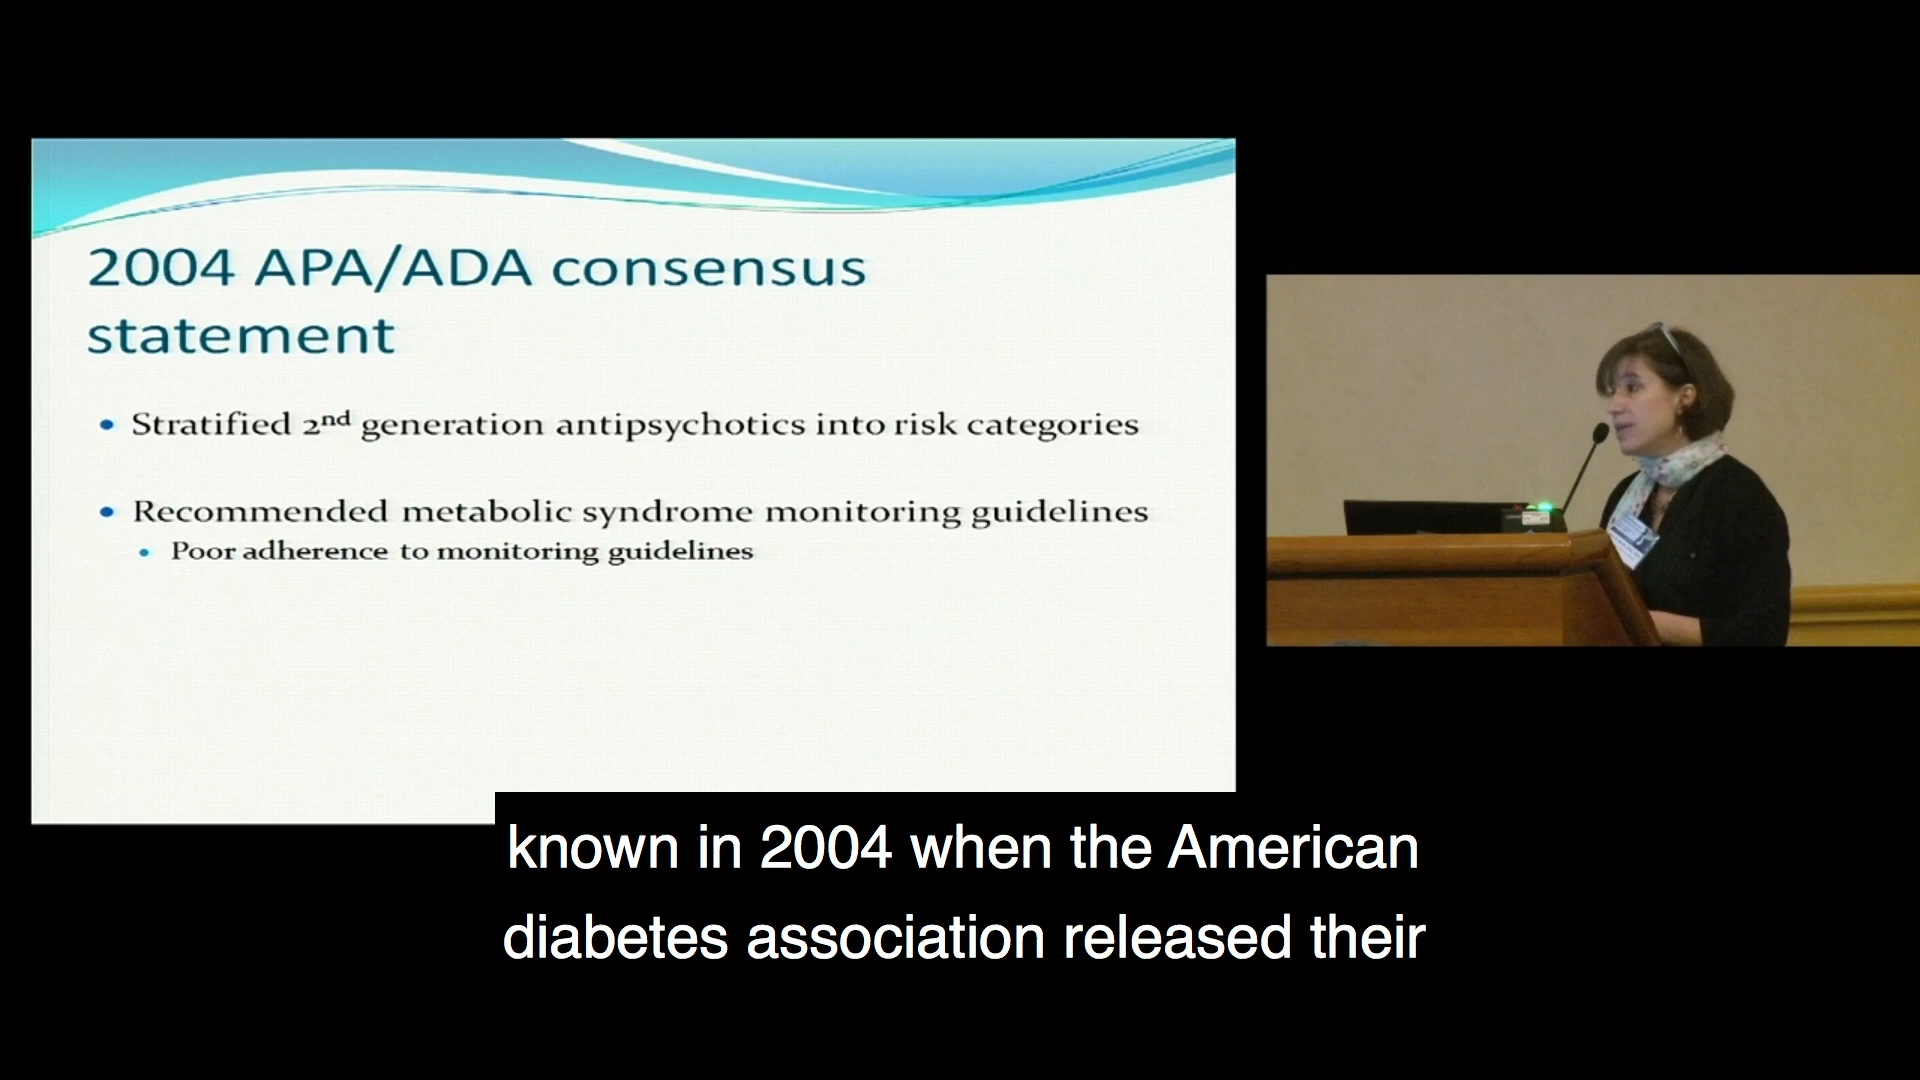 2004 APA/ADA consensus
statement
• Stratified 2nd generation antipsychotics into risk categories
• Recommended metabolic syndrome monitoring guidelines
• Poor adherence to monitoring guidelines
known in 2004 when the American
diabetes association released their